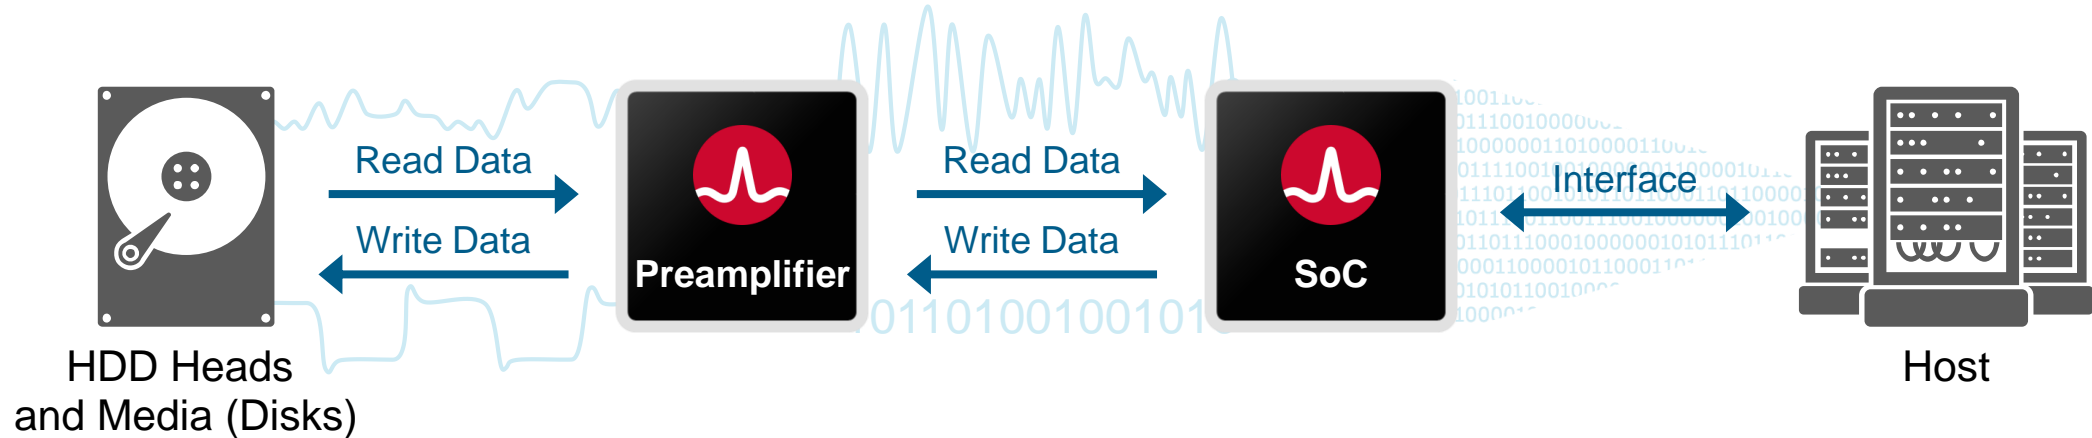 Read Data
Write Data
Preamplifier
Read Data
Write Data
SoC
Interface
HDD Heads
and Media (Disks)
Host